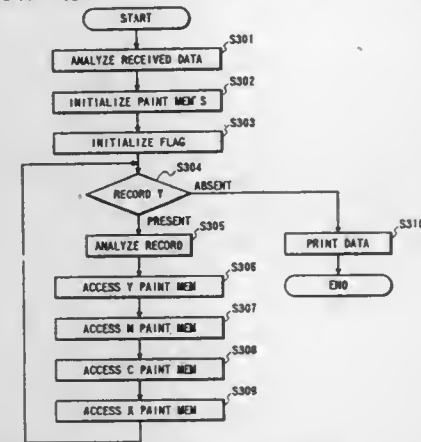 START
S301
ANALYZE RECEIVED DATA
S302
INITIALIZE PAINT MEM'S
S303
INITIALIZE FLAG
S304
RECORD ?
ABSENT
PRESENT
S305
ANALYZE RECORD
S310
PRINT DATA
END
S306
ACCESS Y PAINT MEM
S307
ACCESS M PAINT MEM
S308
ACCESS C PAINT MEM
S309
ACCESS K PAINT MEM